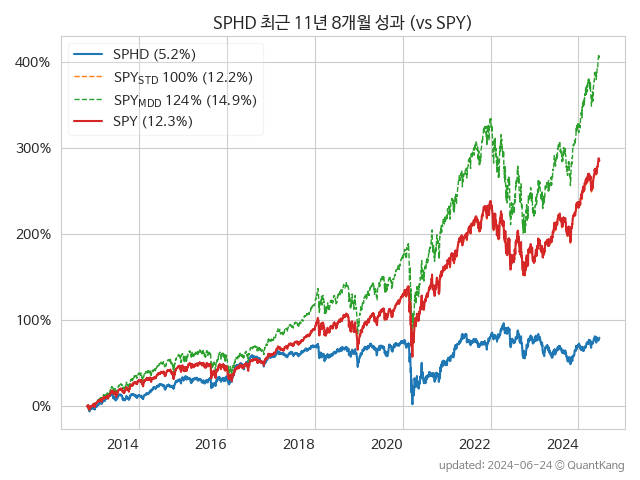 SPHD 최근 11년 8개월 성과 (vs SPY)
SPHD (5.2%)
SPY_STD 100% (12.2%)
SPY_MDD 124% (14.9%)
SPY (12.3%)
400%
300%
200%
100%
0%
2014 2016 2018 2020 2022 2024
updated: 2024-06-24 © QuantKang